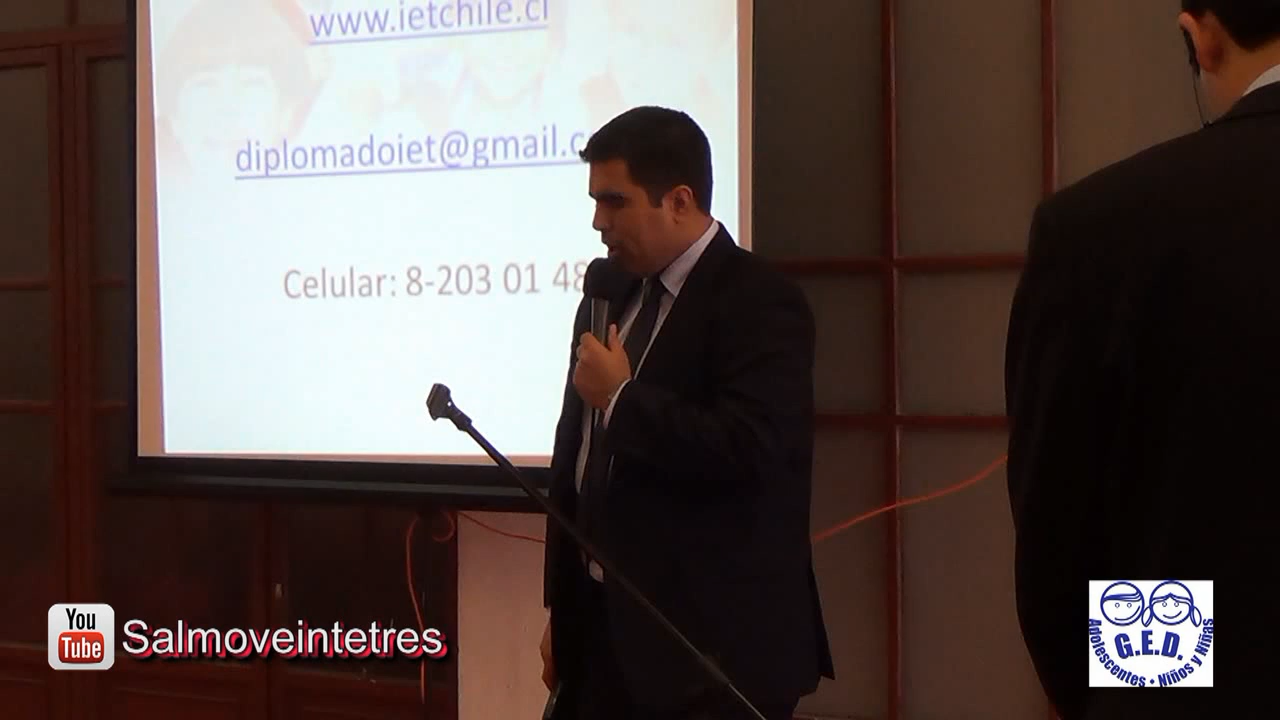 www.ietchile.cl
diplomadoiet@gmail.c
Celular: 8-203 01 48
You
Tube
Salmoveintetres
G.E.D.
Adolescentes • Niños y Niñas